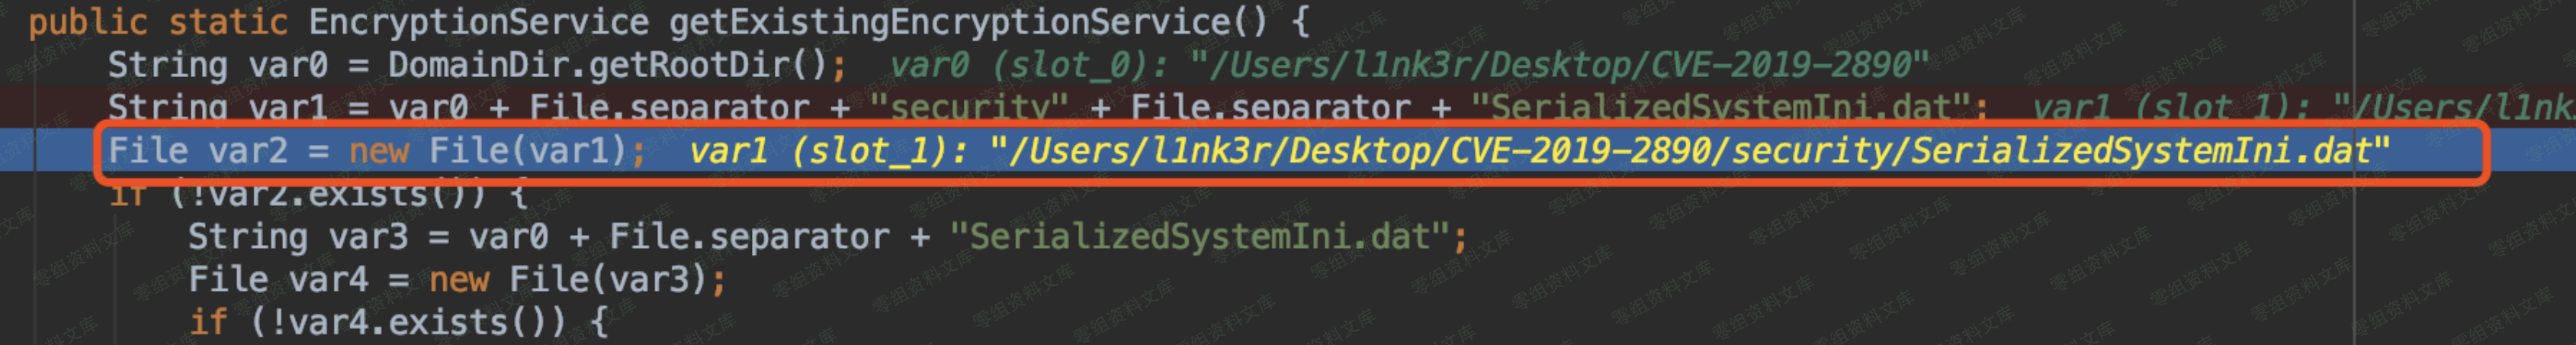 public static EncryptionService getExistingEncryptionService() {
String var0 = DomainDir.getRootDir(); var0 (slot_0): "/Users/l1nk3r/Desktop/CVE-2019-2890"
String var1 = var0 + File.separator + "security" + File.separator + "SerializedSystemIni.dat"; var1 (slot_1): "/Users/l1nk
File var2 = new File(var1); var1 (slot_1): "/Users/l1nk3r/Desktop/CVE-2019-2890/security/SerializedSystemIni.dat"
if (!var2.exists()) {
String var3 = var0 + File.separator + "SerializedSystemIni.dat";
File var4 = new File(var3);
if (!var4.exists()) {
零组资料文库